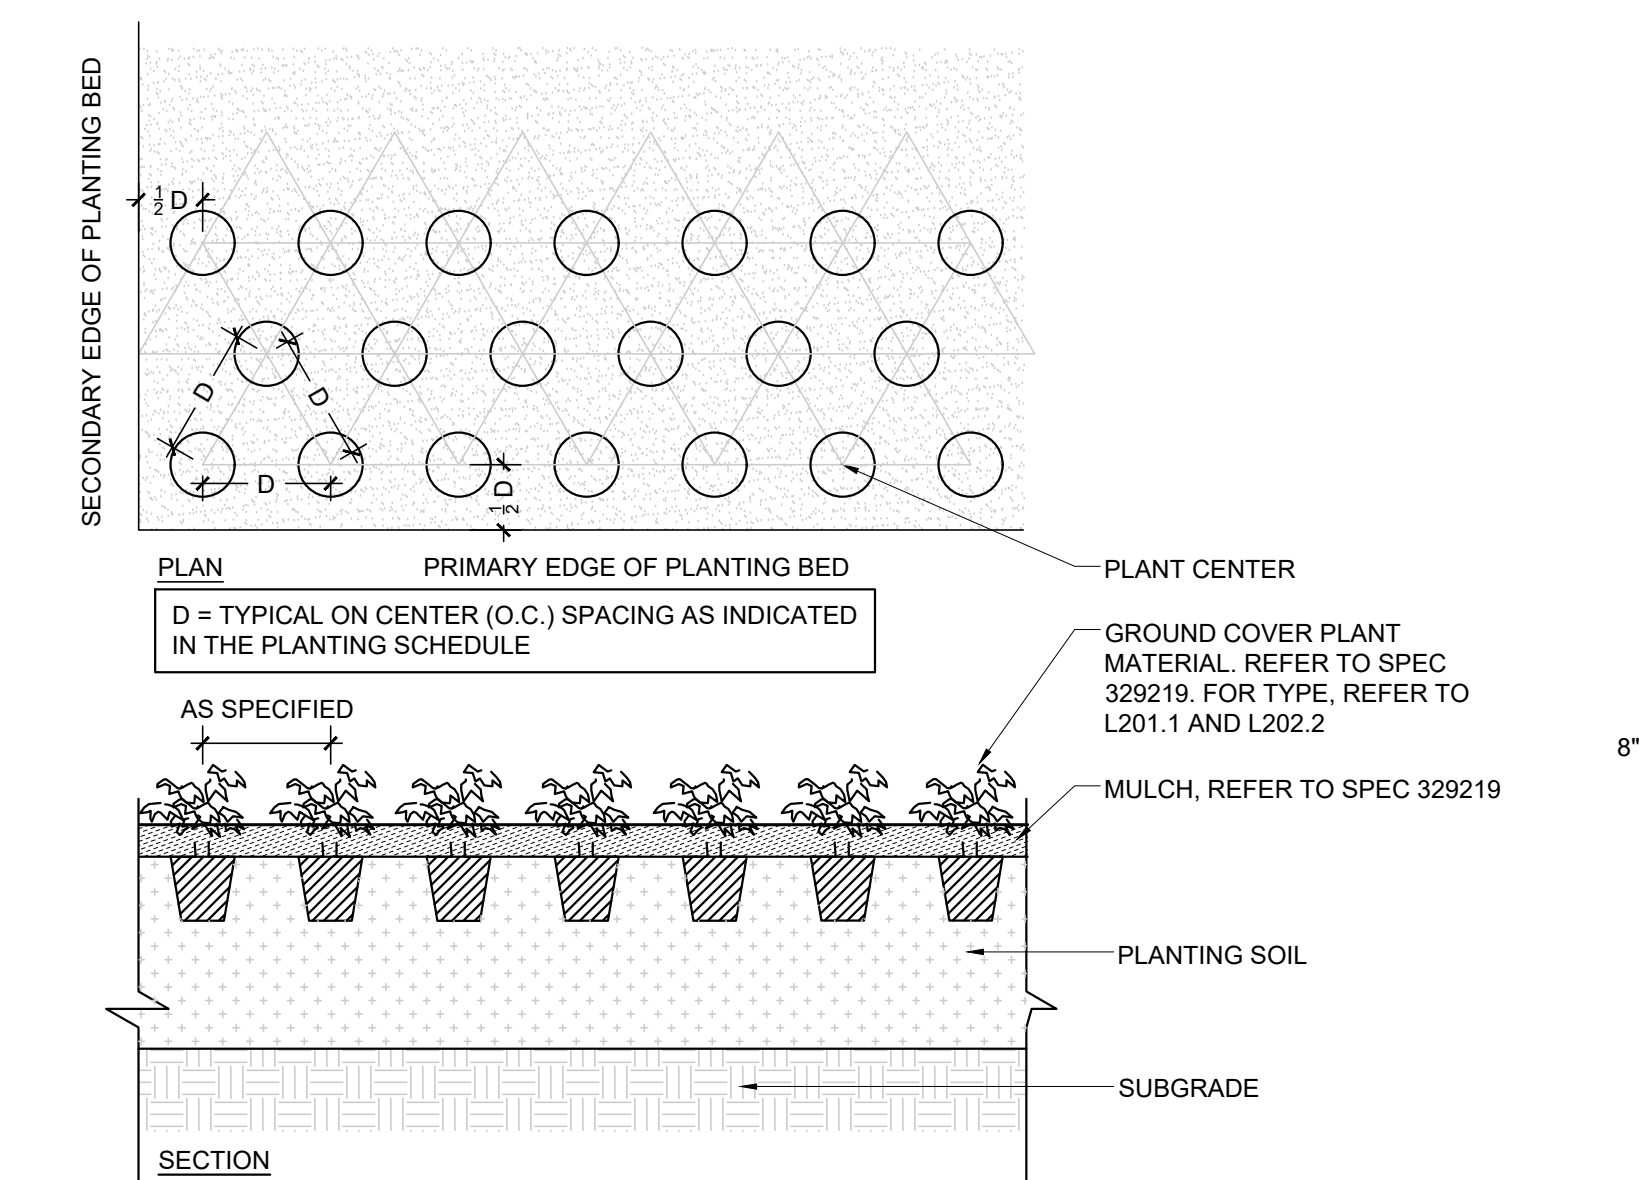 SECONDARY EDGE OF PLANTING BED
1/2 D
D
D
D
1/2 D
PLAN
PRIMARY EDGE OF PLANTING BED
PLANT CENTER
D = TYPICAL ON CENTER (O.C.) SPACING AS INDICATED
IN THE PLANTING SCHEDULE
GROUND COVER PLANT
MATERIAL. REFER TO SPEC
329219. FOR TYPE, REFER TO
L201.1 AND L202.2
AS SPECIFIED
8"
MULCH, REFER TO SPEC 329219
PLANTING SOIL
SUBGRADE
SECTION